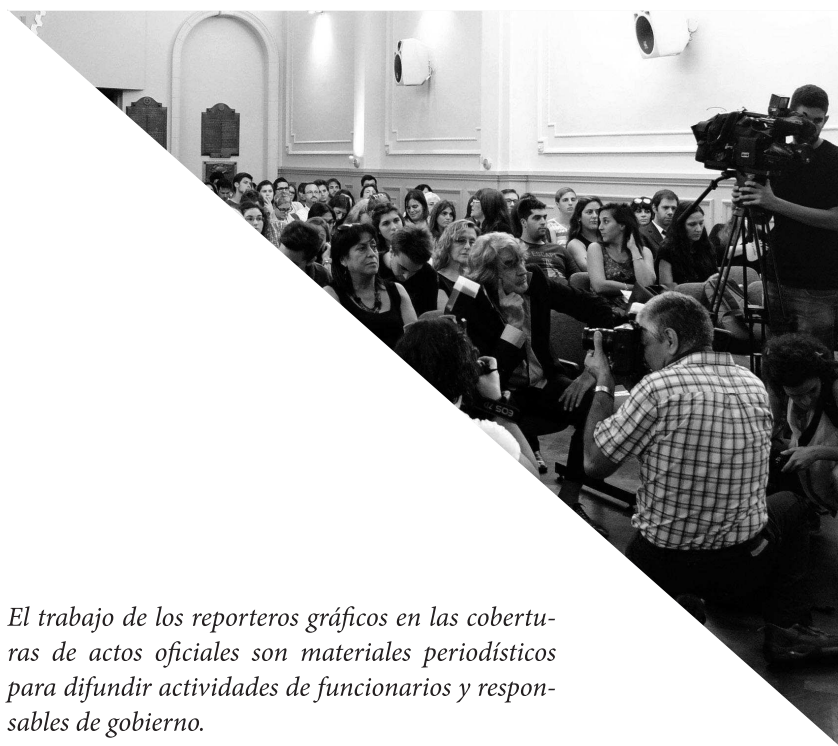 El trabajo de los reporteros gráficos en las cobertu-
ras de actos oficiales son materiales periodísticos
para difundir actividades de funcionarios y respon-
sables de gobierno.
EOS